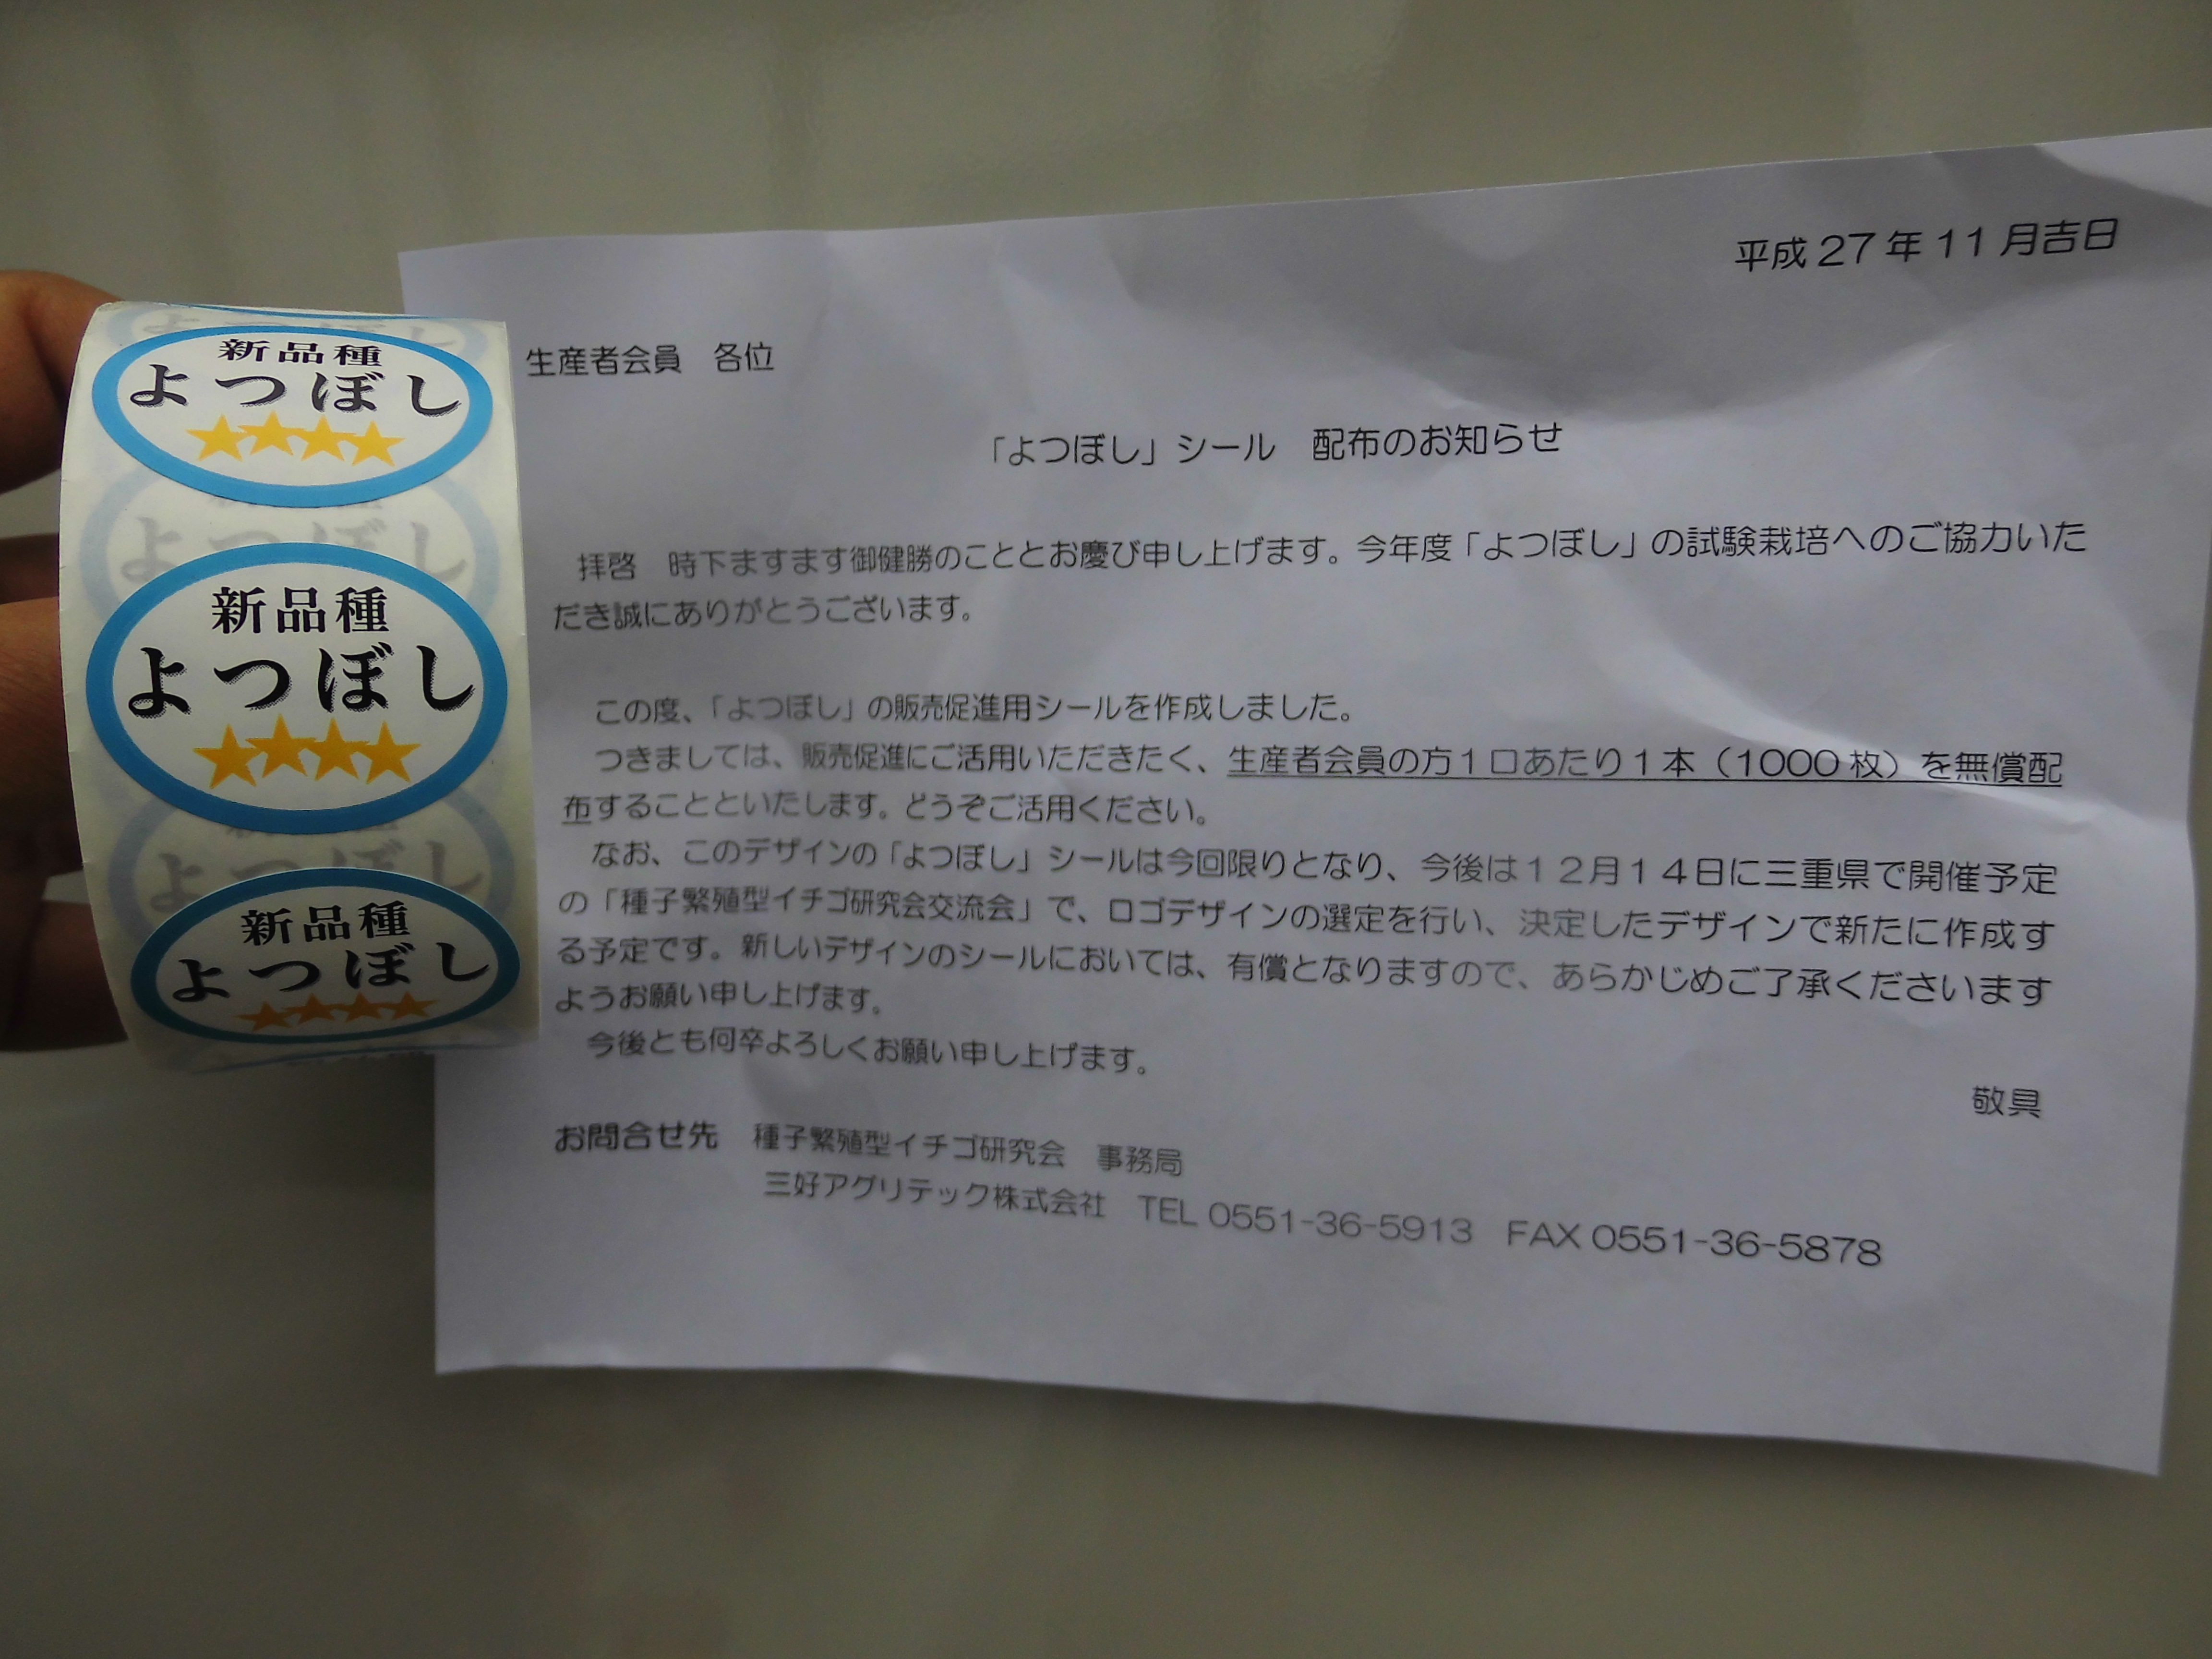 新品種
よつぼし
新品種
よつぼし
新品種
よつぼし
平成27年11月吉日
生産者会員　各位
「よつぼし」シール　配布のお知らせ
拝啓　時下ますます御健勝のこととお慶び申し上げます。今年度「よつぼし」の試験栽培へのご協力いた
だき誠にありがとうございます。
この度、「よつぼし」の販売促進用シールを作成しました。
つきましては、販売促進にご活用いただきたく、生産者会員の方１口あたり１本（1000枚）を無償配
布することといたします。どうぞご活用ください。
なお、このデザインの「よつぼし」シールは今回限りとなり、今後は１２月１４日に三重県で開催予定
の「種子繁殖型イチゴ研究会交流会」で、ロゴデザインの選定を行い、決定したデザインで新たに作成す
る予定です。新しいデザインのシールにおいては、有償となりますので、あらかじめご了承くださいます
ようお願い申し上げます。
今後とも何卒よろしくお願い申し上げます。
敬具
お問合せ先　種子繁殖型イチゴ研究会　事務局
三好アグリテック株式会社　TEL 0551-36-5913　FAX 0551-36-5878